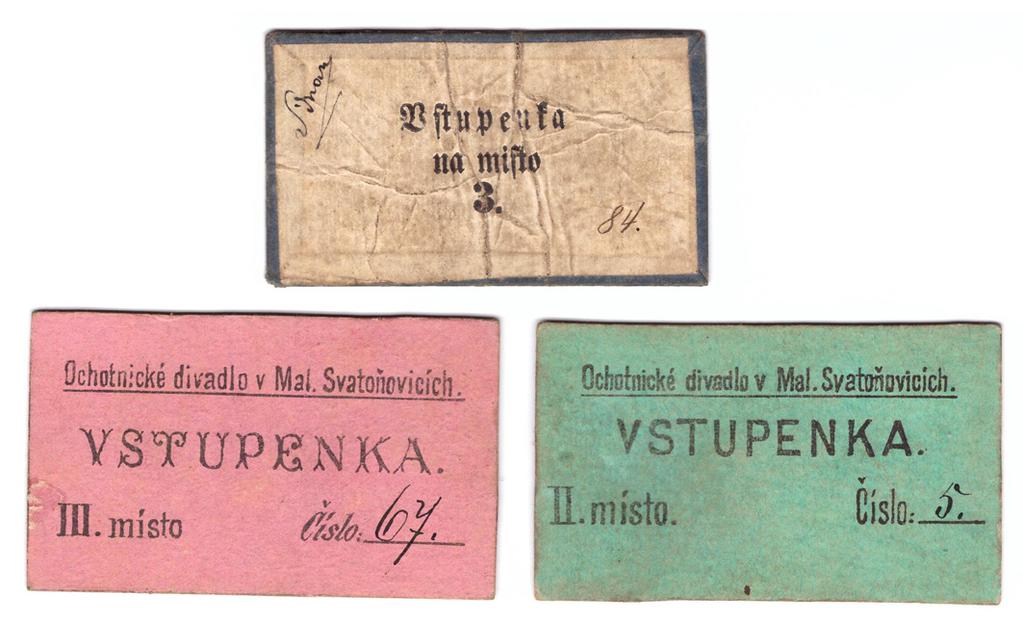 Vstupenka
na místo
3.
84.
Ochotnické divadlo v Mal. Svatoňovicích.
VSTUPENKA.
III. místo Číslo: 67.
Ochotnické divadlo v Mal. Svatoňovicích.
VSTUPENKA.
II. místo. Číslo: 5.